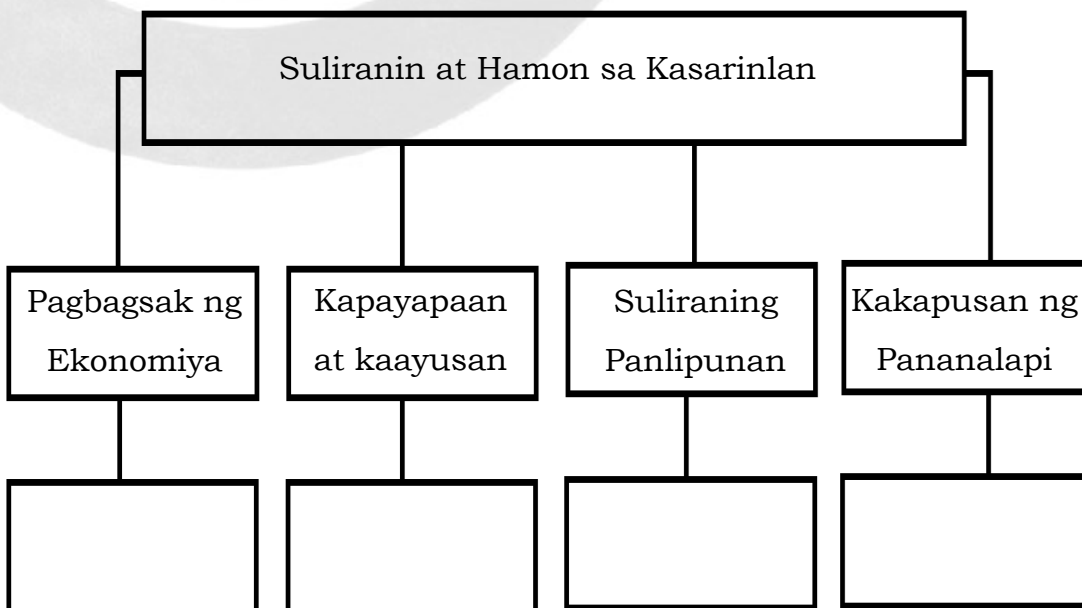 Suliranin at Hamon sa Kasarinlan
Pagbagsak ng
Ekonomiya
Kapayapaan
at kaayusan
Suliraning
Panlipunan
Kakapusan ng
Pananalapi